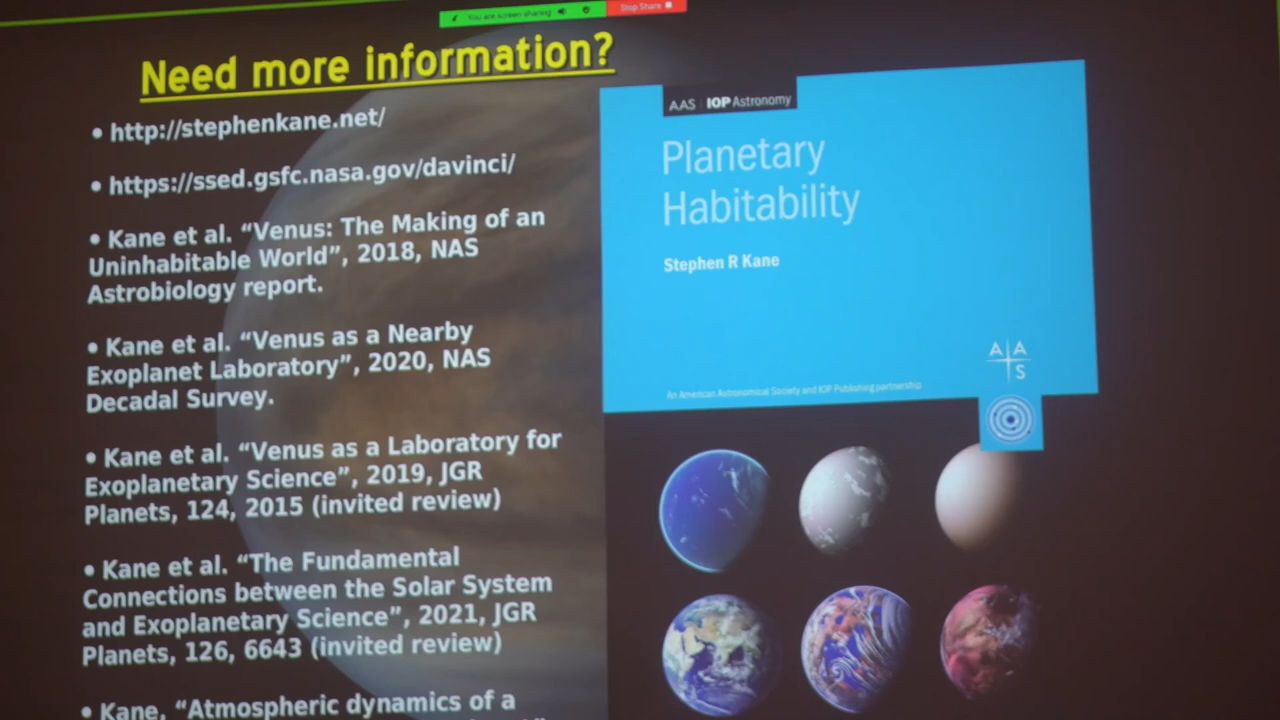 You are screen sharing
Stop Share
Need more information?
• http://stephenkane.net/
• https://ssed.gsfc.nasa.gov/davinci/
• Kane et al. “Venus: The Making of an
Uninhabitable World”, 2018, NAS
Astrobiology report.
• Kane et al. “Venus as a Nearby
Exoplanet Laboratory”, 2020, NAS
Decadal Survey.
• Kane et al. “Venus as a Laboratory for
Exoplanetary Science”, 2019, JGR
Planets, 124, 2015 (invited review)
• Kane et al. “The Fundamental
Connections between the Solar System
and Exoplanetary Science”, 2021, JGR
Planets, 126, 6643 (invited review)
• Kane, “Atmospheric dynamics of a
AAS | IOP Astronomy
Planetary
Habitability
Stephen R Kane
A A
S
An American Astronomical Society and IOP Publishing partnership